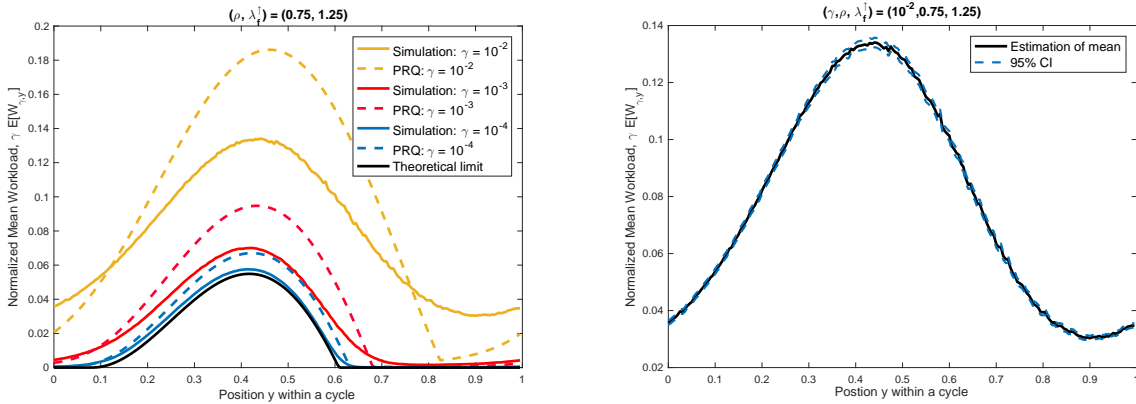 (ρ, λ_f^↑) = (0.75, 1.25)
Normalized Mean Workload, γ E[W_{γ,y}]
0.2
0.18
0.16
0.14
0.12
0.1
0.08
0.06
0.04
0.02
0
Simulation: γ = 10^-2
PRQ: γ = 10^-2
Simulation: γ = 10^-3
PRQ: γ = 10^-3
Simulation: γ = 10^-4
PRQ: γ = 10^-4
Theoretical limit
0 0.1 0.2 0.3 0.4 0.5 0.6 0.7 0.8 0.9 1
Position y within a cycle
(γ,ρ, λ_f^↑) = (10^-2,0.75, 1.25)
Normalized Mean Workload, γ E[W_{γ,y}]
0.14
0.12
0.1
0.08
0.06
0.04
0.02
Estimation of mean
95% CI
0 0.1 0.2 0.3 0.4 0.5 0.6 0.7 0.8 0.9 1
Position y within a cycle